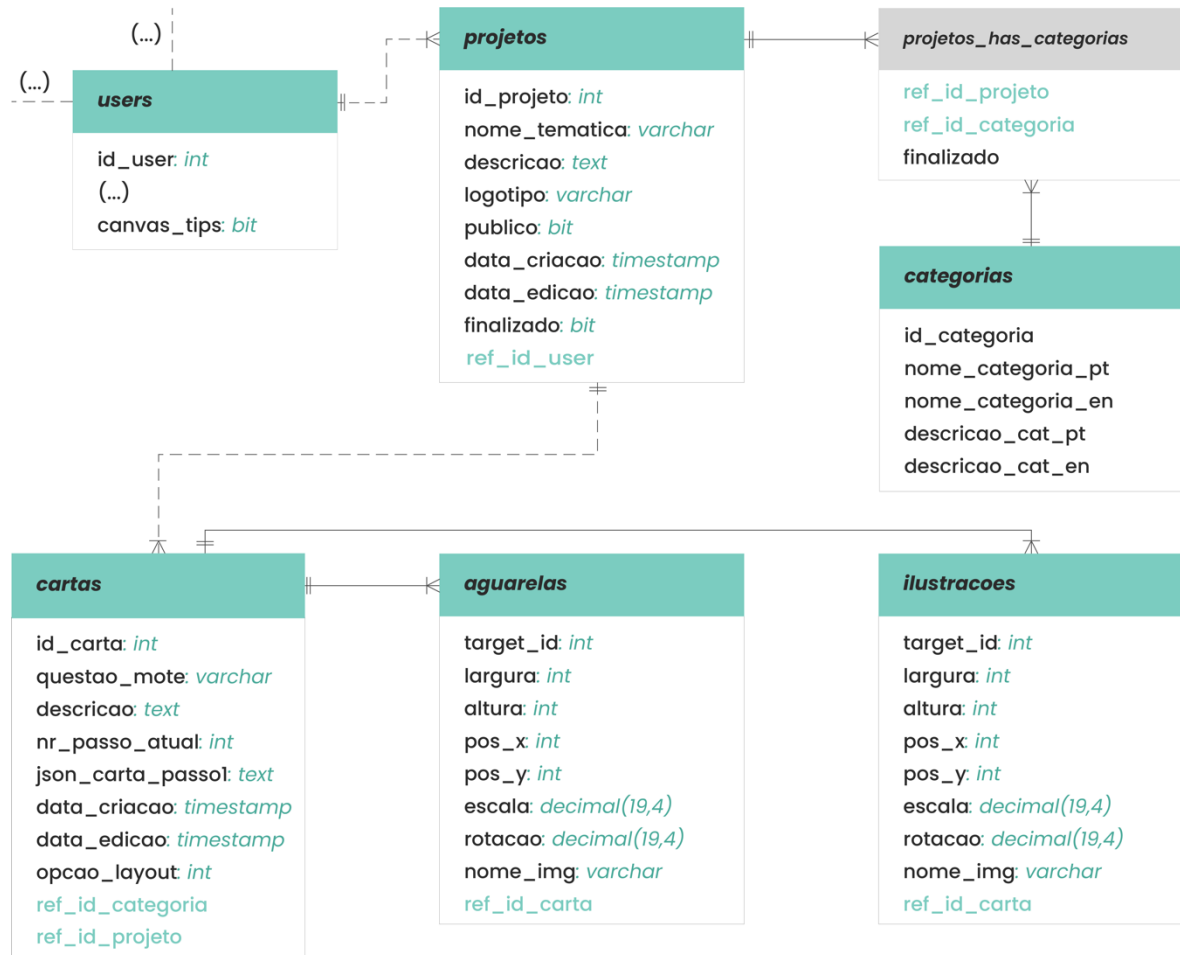 (...)
(...)
users
id_user: int
(...)
canvas_tips: bit
projetos
id_projeto: int
nome_tematica: varchar
descricao: text
logotipo: varchar
publico: bit
data_criacao: timestamp
data_edicao: timestamp
finalizado: bit
ref_id_user
projetos_has_categorias
ref_id_projeto
ref_id_categoria
finalizado
categorias
id_categoria
nome_categoria_pt
nome_categoria_en
descricao_cat_pt
descricao_cat_en
cartas
id_carta: int
questao_mote: varchar
descricao: text
nr_passo_atual: int
json_carta_passo1: text
data_criacao: timestamp
data_edicao: timestamp
opcao_layout: int
ref_id_categoria
ref_id_projeto
aguarelas
target_id: int
largura: int
altura: int
pos_x: int
pos_y: int
escala: decimal(19,4)
rotacao: decimal(19,4)
nome_img: varchar
ref_id_carta
ilustracoes
target_id: int
largura: int
altura: int
pos_x: int
pos_y: int
escala: decimal(19,4)
rotacao: decimal(19,4)
nome_img: varchar
ref_id_carta